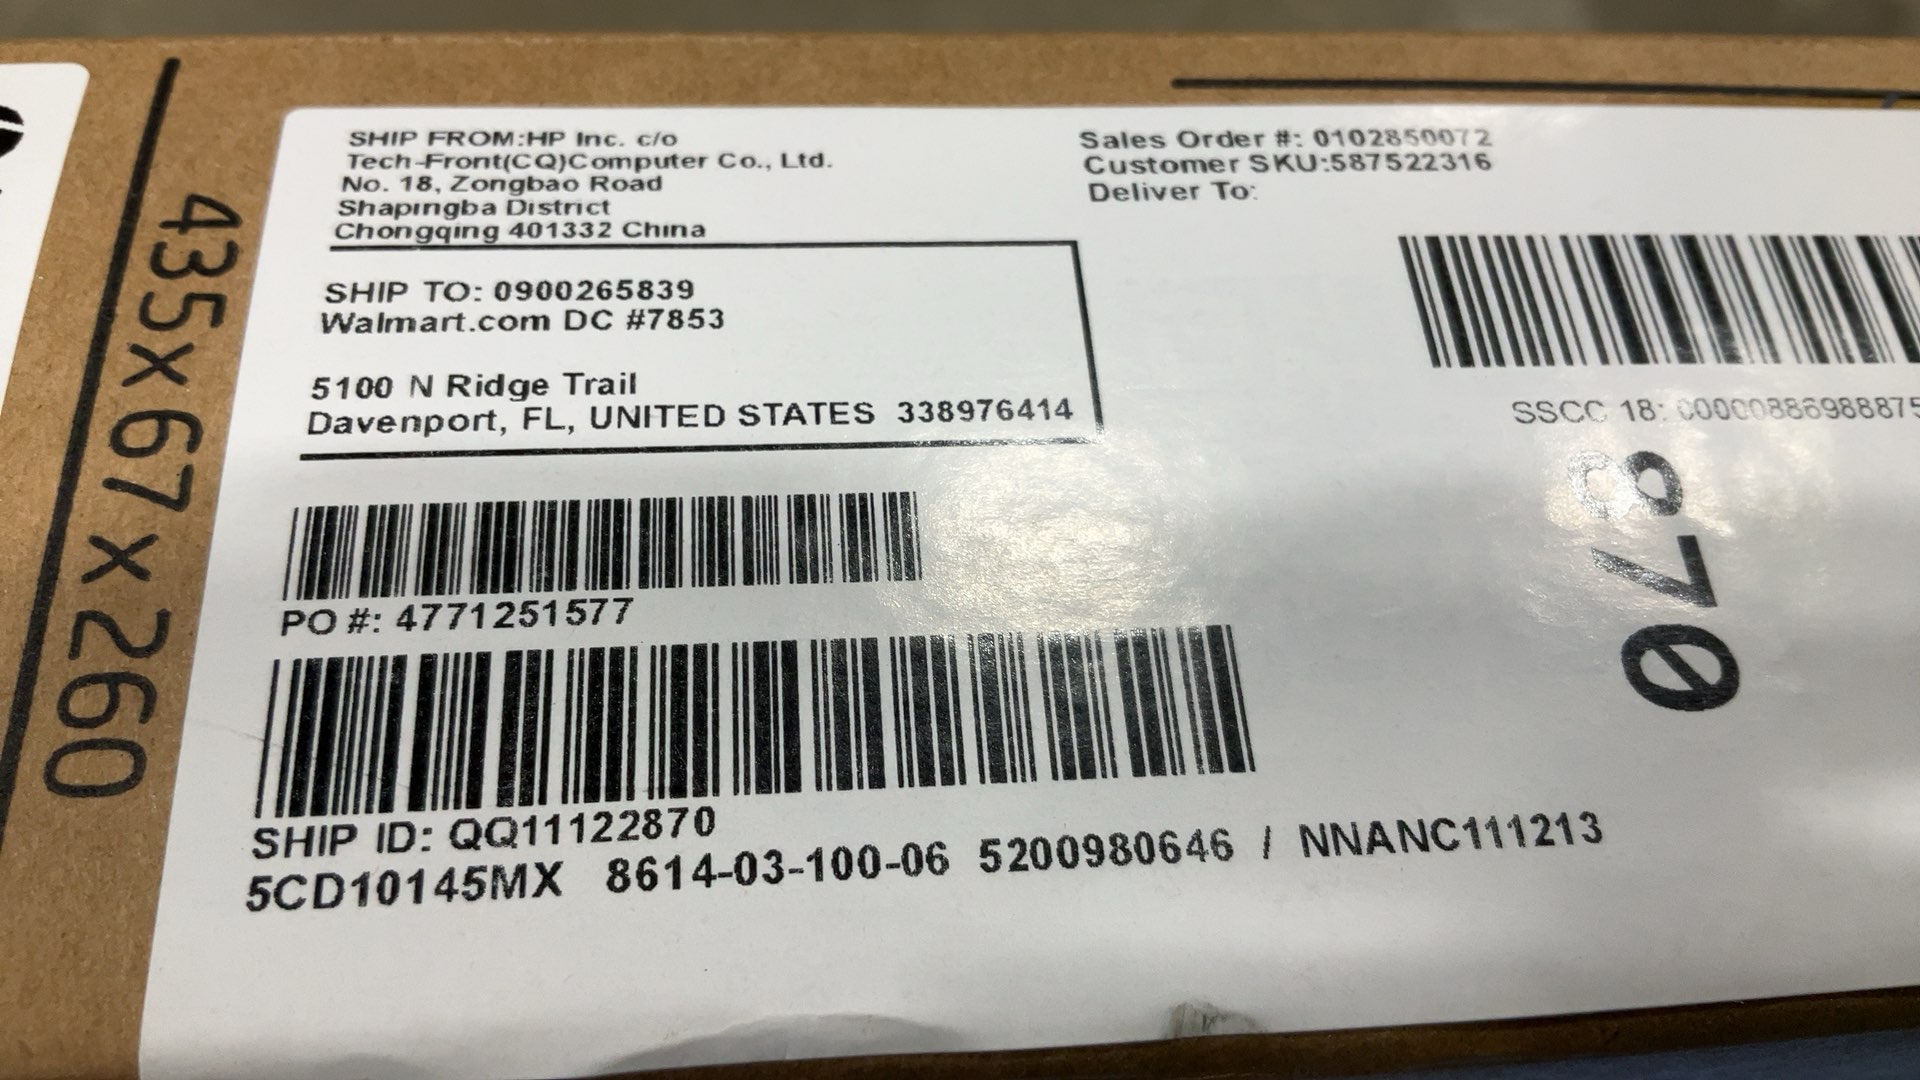 SHIP FROM:HP Inc. c/o
Tech-Front(CQ)Computer Co., Ltd.
No. 18, Zongbao Road
Shapingba District
Chongqing 401332 China
Sales Order #: 0102850072
Customer SKU:587522316
Deliver To:
SHIP TO: 0900265839
Walmart.com DC #7853
5100 N Ridge Trail
Davenport, FL, UNITED STATES 338976414
SSCC 18:
PO #: 4771251577
870
SHIP ID: QQ11122870
5CD10145MX 8614-03-100-06 5200980646 / NNANC111213
435x67x260